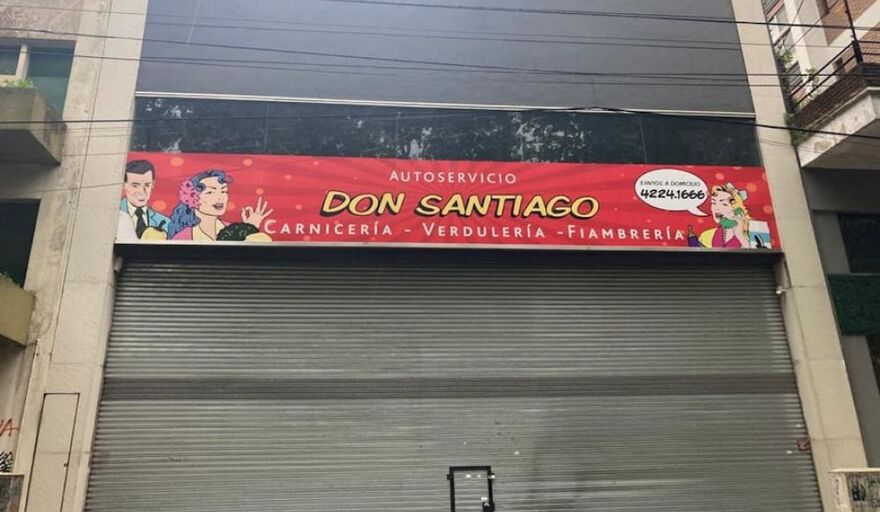 AUTOSERVICIO
DON SANTIAGO
CARNICERÍA - VERDULERÍA -FIAMBRERÍA
ENVIOS A DOMICILIO
4224.1666